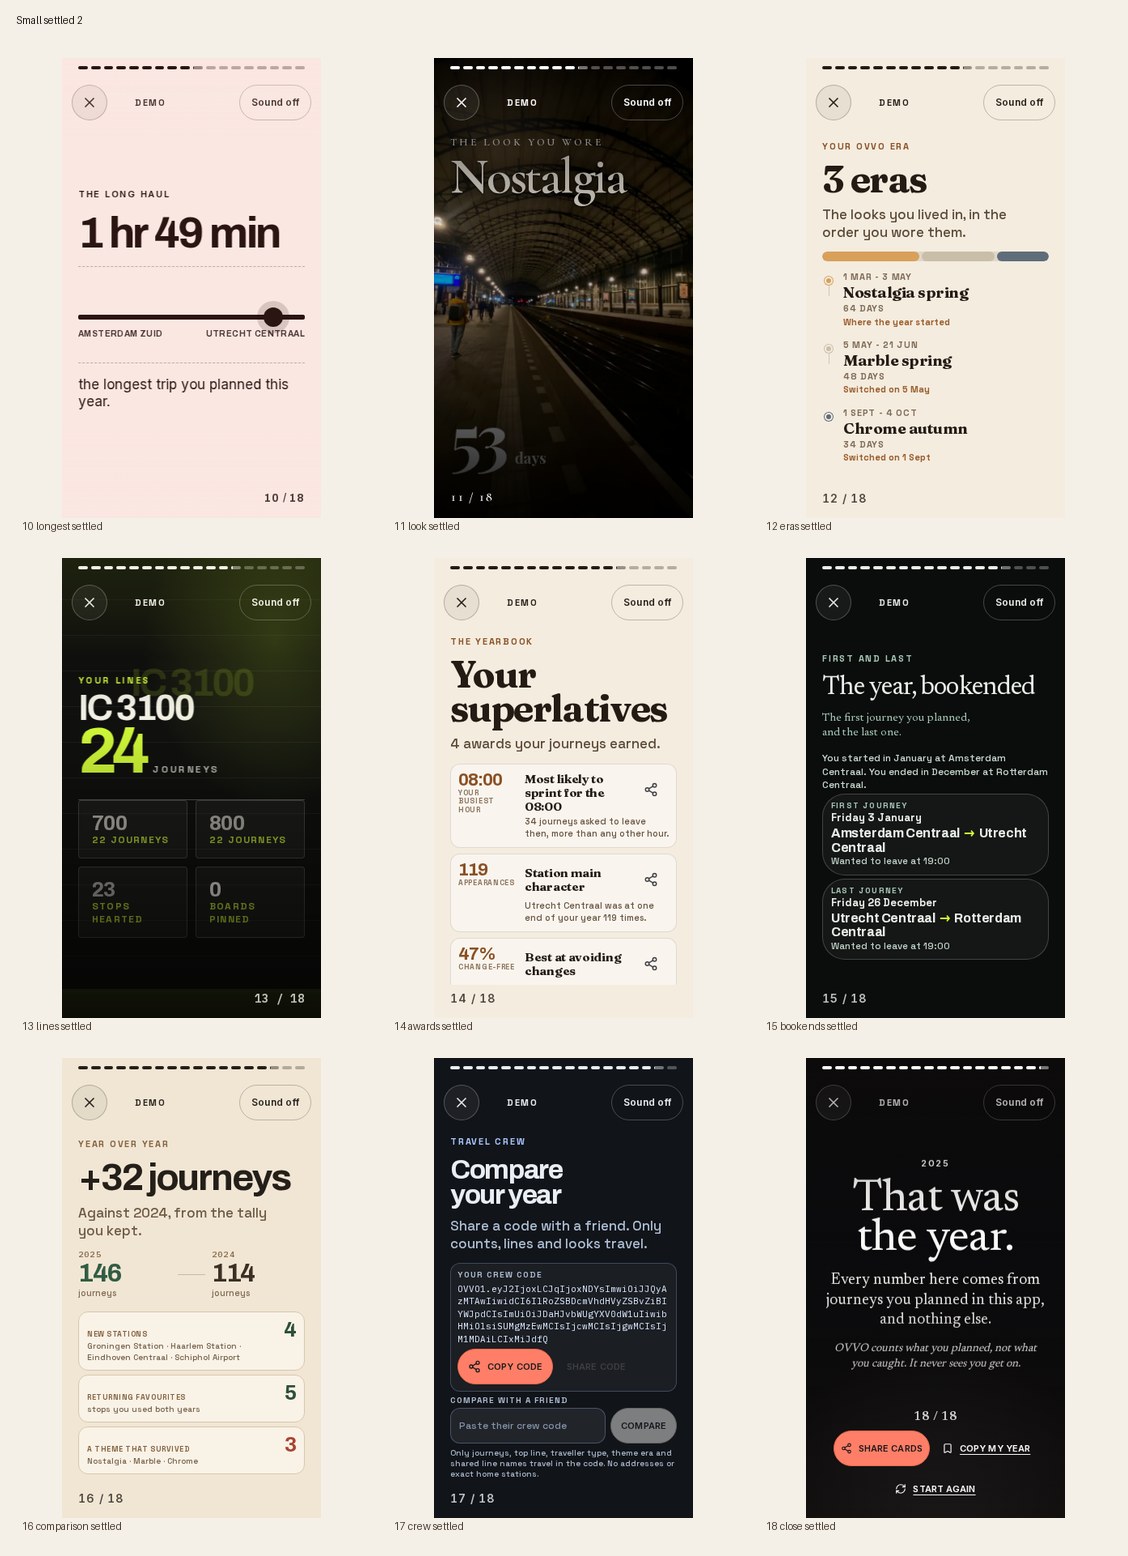 Small settled 2
DEMO
Sound off
THE LONG HAUL
1 hr 49 min
AMSTERDAM ZUID
UTRECHT CENTRAAL
the longest trip you planned this
year.
10 / 18
10 longest settled
DEMO
Sound off
THE LOOK YOU WORE
Nostalgia
53 days
11 / 18
11 look settled
DEMO
Sound off
YOUR OVVO ERA
3 eras
The looks you lived in, in the
order you wore them.
1 MAR - 3 MAY
Nostalgia spring
64 DAYS
Where the year started
5 MAY - 21 JUN
Marble spring
48 DAYS
Switched on 5 May
1 SEPT - 4 OCT
Chrome autumn
34 DAYS
Switched on 1 Sept
12 / 18
12 eras settled
DEMO
Sound off
IC 3100
YOUR LINES
IC 3100
24 JOURNEYS
700
22 JOURNEYS
800
22 JOURNEYS
23
STOPS
HEARTED
0
BOARDS
PINNED
13 / 18
13 lines settled
DEMO
Sound off
THE YEARBOOK
Your
superlatives
4 awards your journeys earned.
08:00
YOUR
BUSIEST
HOUR
Most likely to
sprint for the
08:00
34 journeys asked to leave
then, more than any other hour.
119
APPEARANCES
Station main
character
Utrecht Centraal was at one
end of your year 119 times.
47%
CHANGE-FREE
Best at avoiding
changes
14 / 18
14 awards settled
DEMO
Sound off
FIRST AND LAST
The year, bookended
The first journey you planned,
and the last one.
You started in January at Amsterdam
Centraal. You ended in December at Rotterdam
Centraal.
FIRST JOURNEY
Friday 3 January
Amsterdam Centraal → Utrecht
Centraal
Wanted to leave at 19:00
LAST JOURNEY
Friday 26 December
Utrecht Centraal → Rotterdam
Centraal
Wanted to leave at 19:00
15 / 18
15 bookends settled
DEMO
Sound off
YEAR OVER YEAR
+32 journeys
Against 2024, from the tally
you kept.
2025
146
journeys
2024
114
journeys
NEW STATIONS
4
Groningen Station · Haarlem Station ·
Eindhoven Centraal · Schiphol Airport
RETURNING FAVOURITES
5
stops you used both years
A THEME THAT SURVIVED
3
Nostalgia · Marble · Chrome
16 / 18
16 comparison settled
DEMO
Sound off
TRAVEL CREW
Compare
your year
Share a code with a friend. Only
counts, lines and looks travel.
YOUR CREW CODE
COPY CODE
SHARE CODE
COMPARE WITH A FRIEND
Paste their crew code
COMPARE
Only journeys, top line, traveller type, theme era and
shared line names travel in the code. No addresses or
exact home stations.
17 / 18
17 crew settled
DEMO
Sound off
2025
That was
the year.
Every number here comes from
journeys you planned in this app,
and nothing else.
OVVO counts what you planned, not what
you caught. It never sees you get on.
18 / 18
SHARE CARDS
COPY MY YEAR
START AGAIN
18 close settled